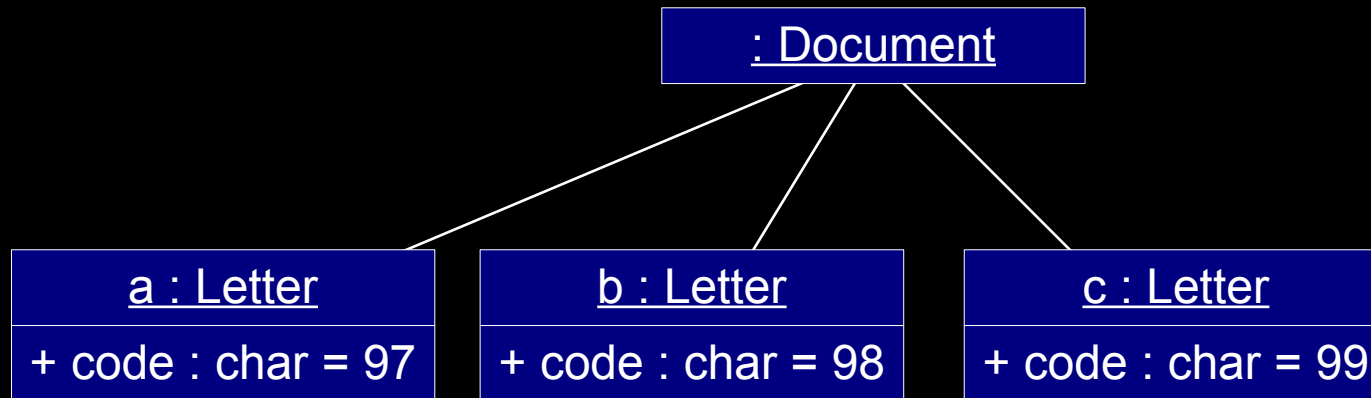 : Document
a : Letter
b : Letter
c : Letter
+ code : char = 97
+ code : char = 98
+ code : char = 99